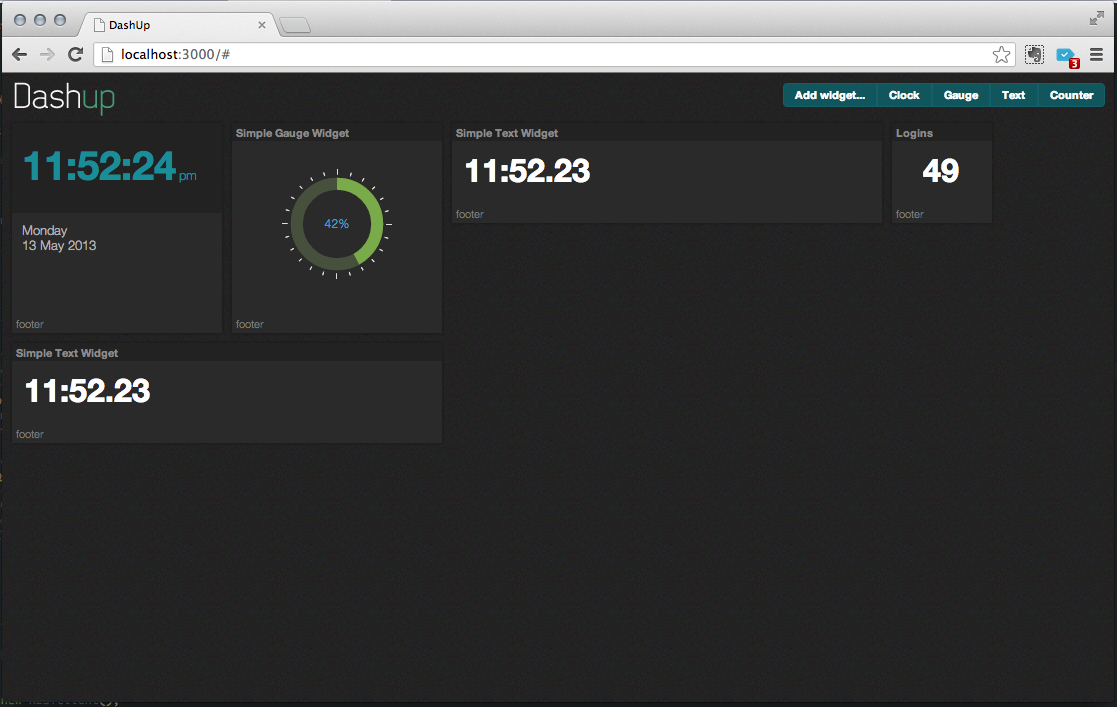 DashUp
localhost:3000/#
3
Dashup
Add widget... Clock Gauge Text Counter
11:52:24 pm
Monday
13 May 2013
footer
Simple Gauge Widget
42%
footer
Simple Text Widget
11:52.23
footer
Logins
49
footer
Simple Text Widget
11:52.23
footer